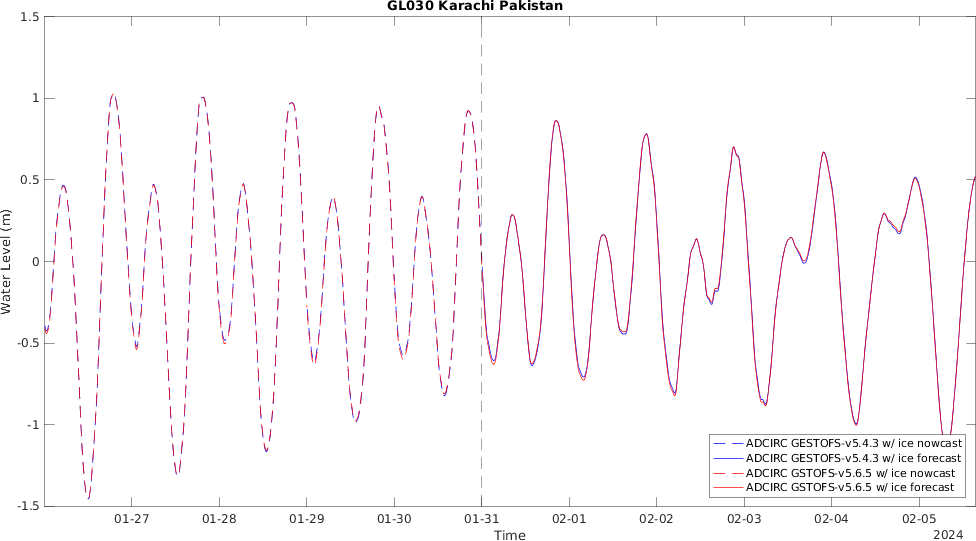 GL030 Karachi Pakistan
1.5
1
0.5
0
-0.5
-1
-1.5
Water Level (m)
01-27 01-28 01-29 01-30 01-31 02-01 02-02 02-03 02-04 02-05
Time
2024
ADCIRC GESTOFS-v5.4.3 w/ ice nowcast
ADCIRC GESTOFS-v5.4.3 w/ ice forecast
ADCIRC GSTOFS-v5.6.5 w/ ice nowcast
ADCIRC GSTOFS-v5.6.5 w/ ice forecast